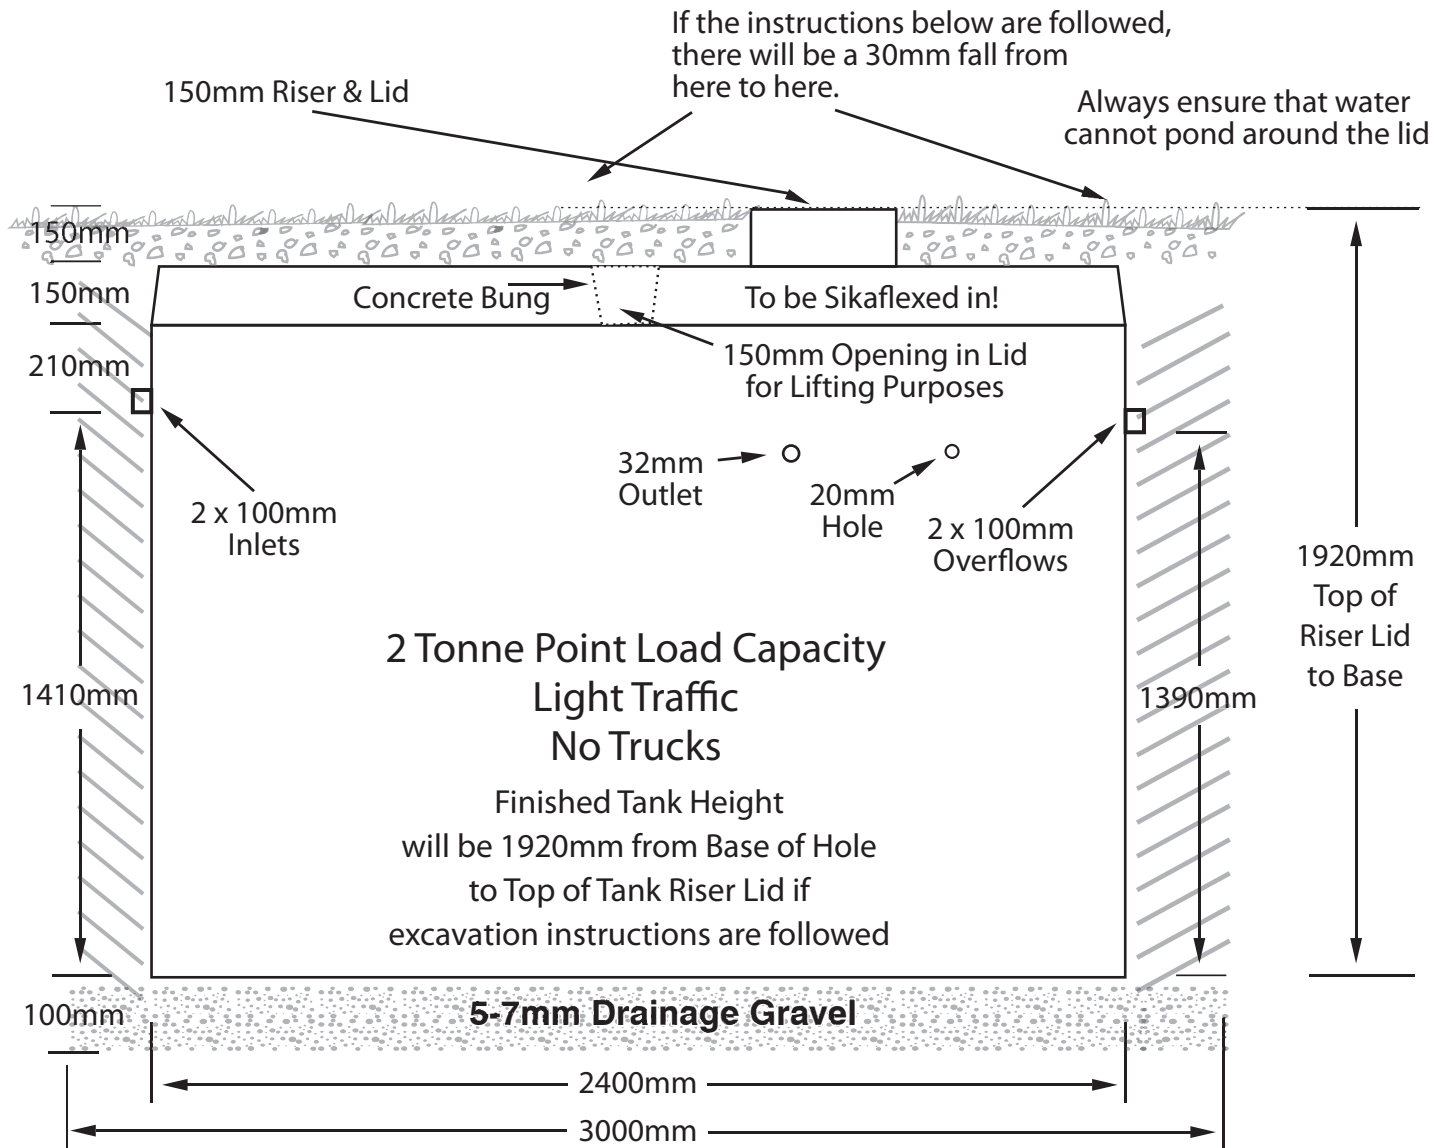 If the instructions below are followed,
there will be a 30mm fall from
here to here.
150mm Riser & Lid
Always ensure that water
cannot pond around the lid
150mm
150mm
Concrete Bung
To be Sikaflexed in!
210mm
150mm Opening in Lid
for Lifting Purposes
32mm
Outlet
20mm
Hole
2 x 100mm
Inlets
2 x 100mm
Overflows
1920mm
Top of
Riser Lid
to Base
2 Tonne Point Load Capacity
Light Traffic
No Trucks
1410mm
1390mm
Finished Tank Height
will be 1920mm from Base of Hole
to Top of Tank Riser Lid if
excavation instructions are followed
100mm
5-7mm Drainage Gravel
2400mm
3000mm